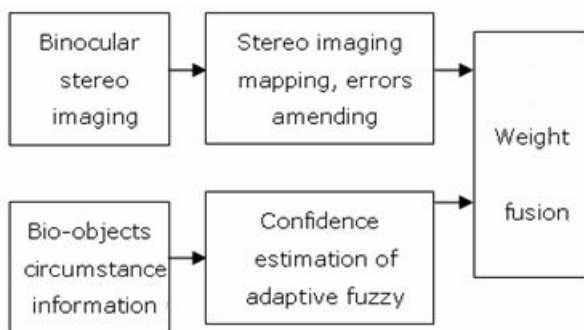 Binocular
stereo
imaging
Stereo imaging
mapping, errors
amending
Weight
fusion
Bio-objects
circumstance
information
Confidence
estimation of
adaptive fuzzy